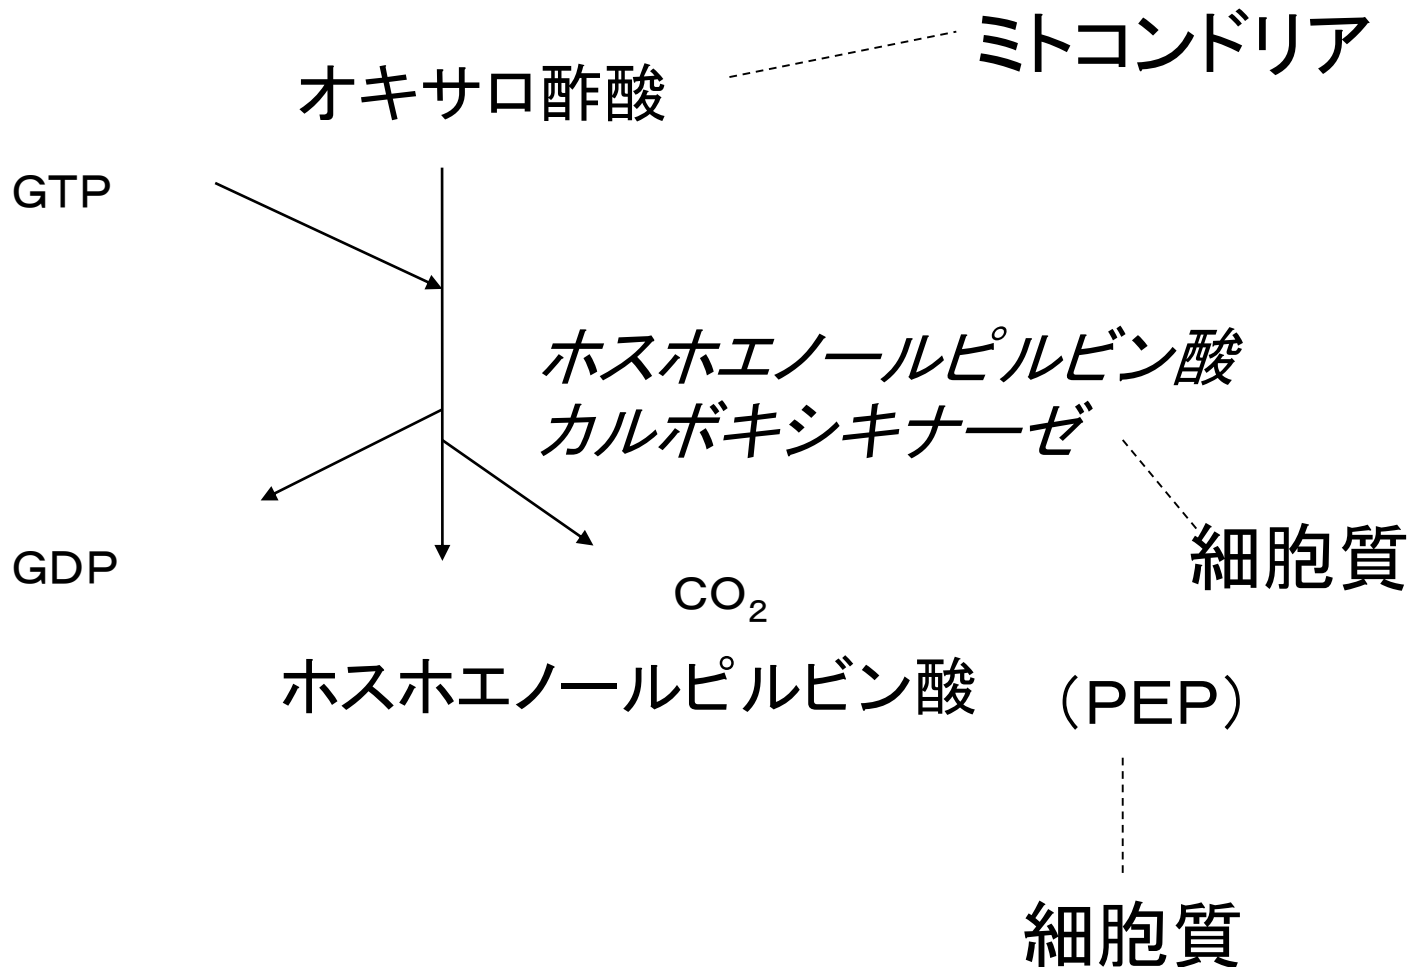 ミトコンドリア
オキサロ酢酸
GTP
ホスホエノールピルビン酸
カルボキシキナーゼ
細胞質
GDP
CO₂
ホスホエノールピルビン酸 （PEP）
細胞質